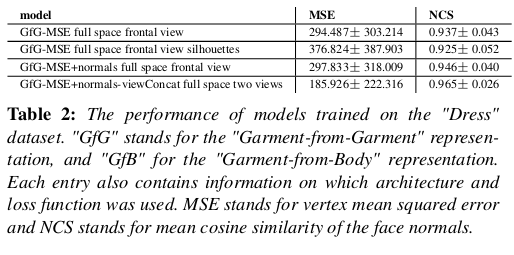 model MSE NCS
GfG-MSE full space frontal view 294.487± 303.214 0.937± 0.043
GfG-MSE full space frontal view silhouettes 376.824± 387.903 0.925± 0.052
GfG-MSE+normals full space frontal view 297.833± 318.009 0.946± 0.040
GfG-MSE+normals-viewConcat full space two views 185.926± 222.316 0.965± 0.026
Table 2: The performance of models trained on the "Dress"
dataset. "GfG" stands for the "Garment-from-Garment" represen-
tation, and "GfB" for the "Garment-from-Body" representation.
Each entry also contains information on which architecture and
loss function was used. MSE stands for vertex mean squared error
and NCS stands for mean cosine similarity of the face normals.